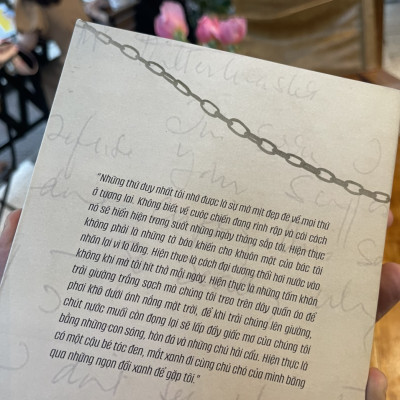 "Những thứ duy nhất tôi nhớ được là sự mờ mịt đẹp đẽ về mọi thứ
ở tương lai. Không biết về cuộc chiến đang rình rập và cái cách
nó sẽ hiển hiện trong suốt những ngày tháng sắp tới. Hiện thực
không phải là những tờ báo khiến cho khuôn mặt của bác tôi
nhăn lại vì lo lắng. Hiện thực là cách đại dương thổi hơi nước vào
không khí mà tôi hít thở mỗi ngày. Hiện thực là những tấm khăn
trải giường trắng sạch mà chúng tôi treo trên dây quần áo để
phơi khô dưới ánh nắng mặt trời, để khi trải chúng lên giường,
chút nước muối còn đọng lại sẽ lấp đầy giấc mơ của chúng tôi
bằng những con sóng, hòn đá và những chú hải cẩu. Hiện thực là
có một cậu bé tóc đen, mắt xanh đi cùng chú chó của mình băng
qua những ngọn đồi xanh để gặp tôi."